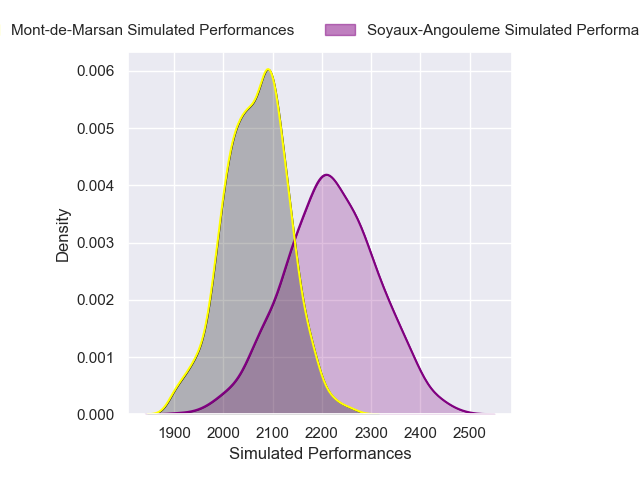 Mont-de-Marsan Simulated Performances
Soyaux-Angouleme Simulated Performa
0.006
0.005
0.004
0.003
0.002
0.001
0.000
Density
1900 2000 2100 2200 2300 2400 2500
Simulated Performances